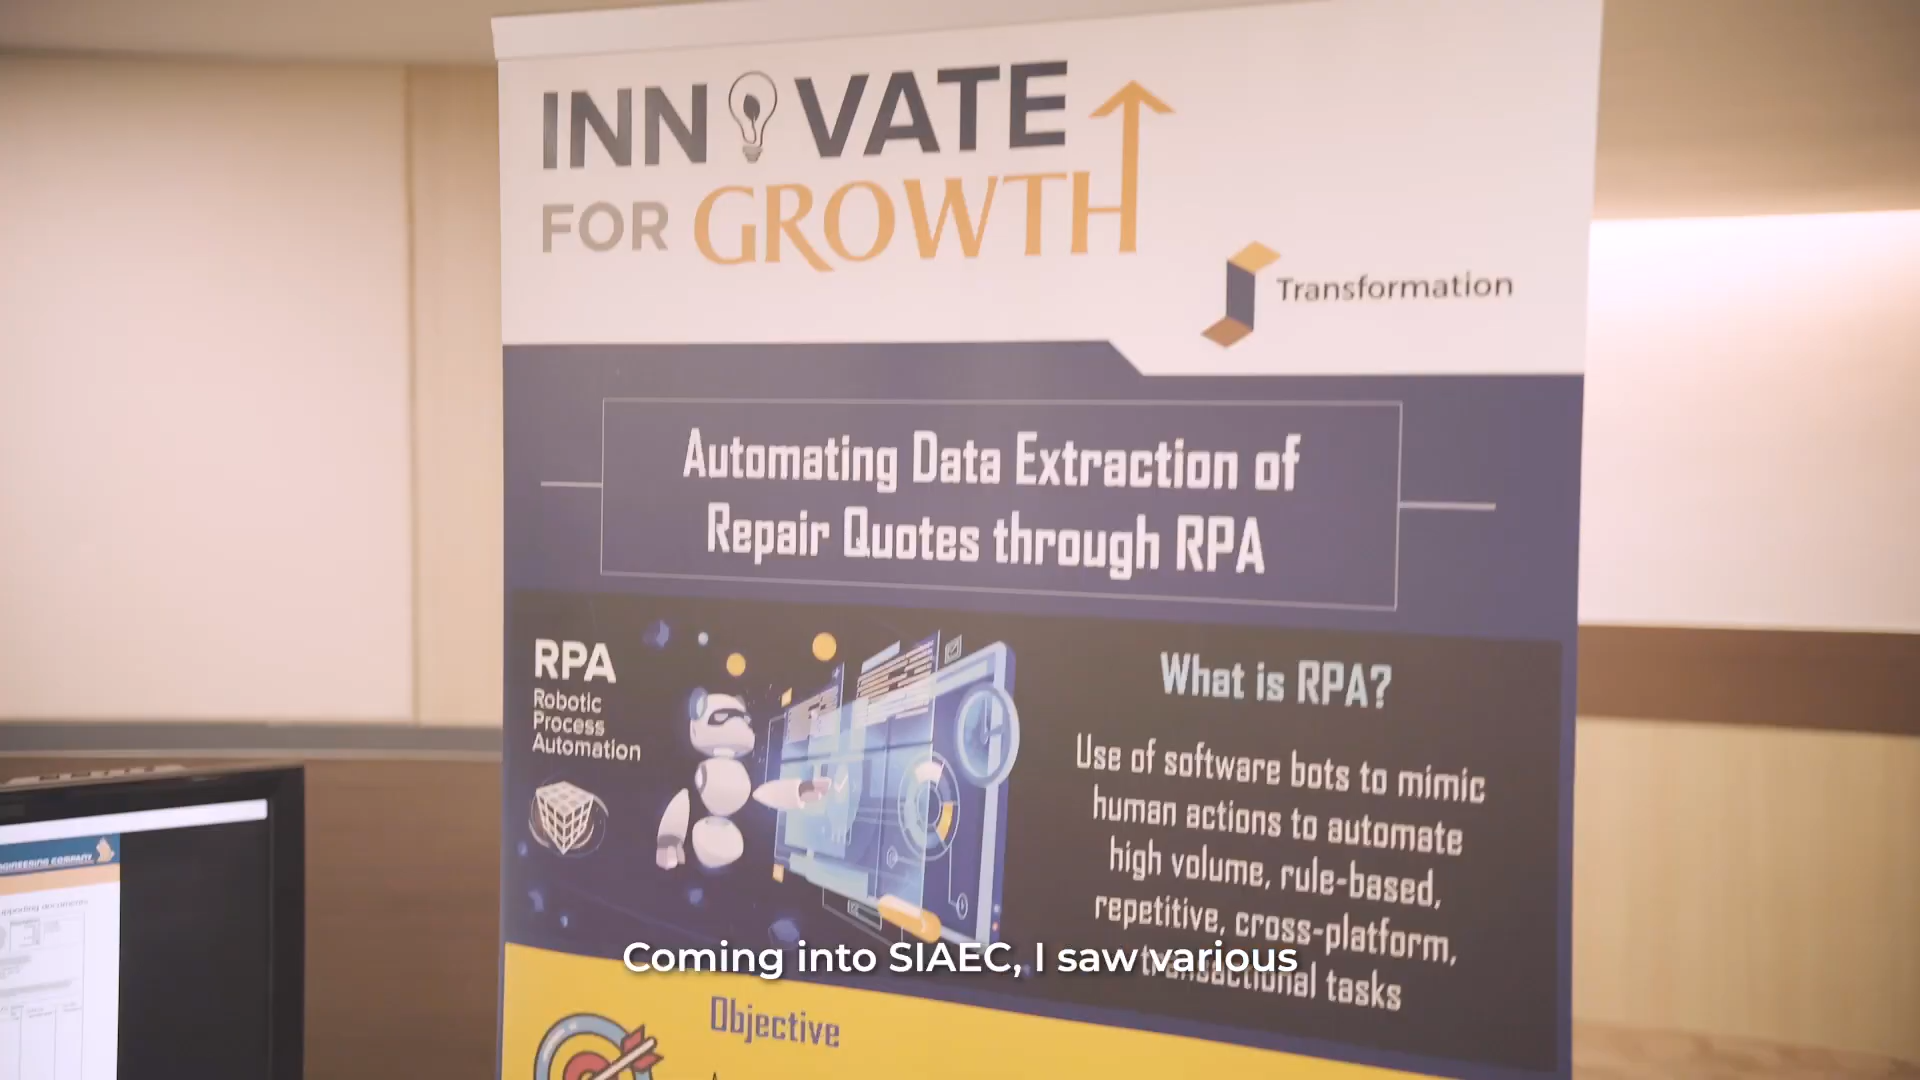 INNOVATE
FOR GROWTH
Transformation
Automating Data Extraction of
Repair Quotes through RPA
RPA
Robotic
Process
Automation
What is RPA?
Use of software bots to mimic
human actions to automate
high volume, rule-based,
repetitive, cross-platform,
transactional tasks
Coming into SIAEC, I saw various
Objective
COMPANY